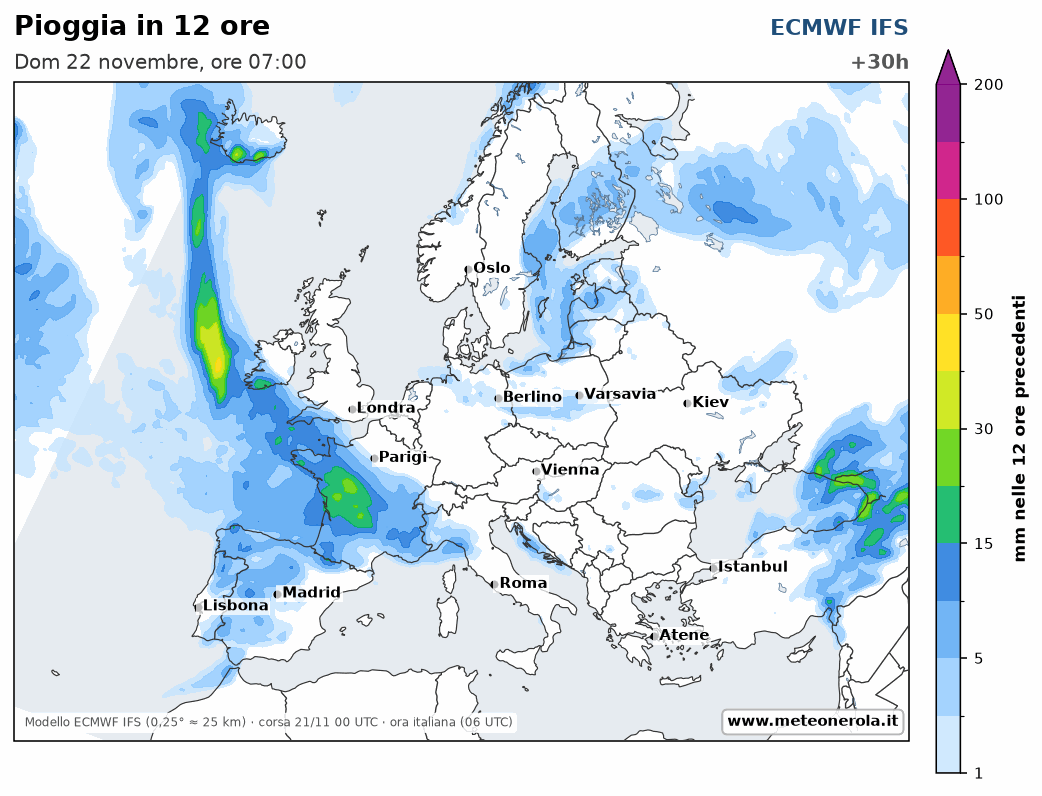 Pioggia in 12 ore
ECMWF IFS
Dom 22 novembre, ore 07:00
+30h
200
100
50
30
15
5
1
mm nelle 12 ore precedenti
Oslo
Londra
Berlino
Varsavia
Kiev
Parigi
Vienna
Istanbul
Roma
Madrid
Lisbona
Atene
Modello ECMWF IFS (0,25° ≈ 25 km) · corsa 21/11 00 UTC · ora italiana (06 UTC)
www.meteonerola.it